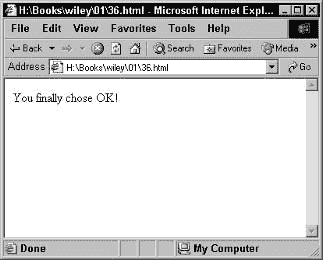 H:\Books\wiley\01\36.html - Microsoft Internet Expl...
File Edit View Favorites Tools Help
Back Search Favorites Media »
Address H:\Books\wiley\01\36.html Go
You finally chose OK!
Done My Computer